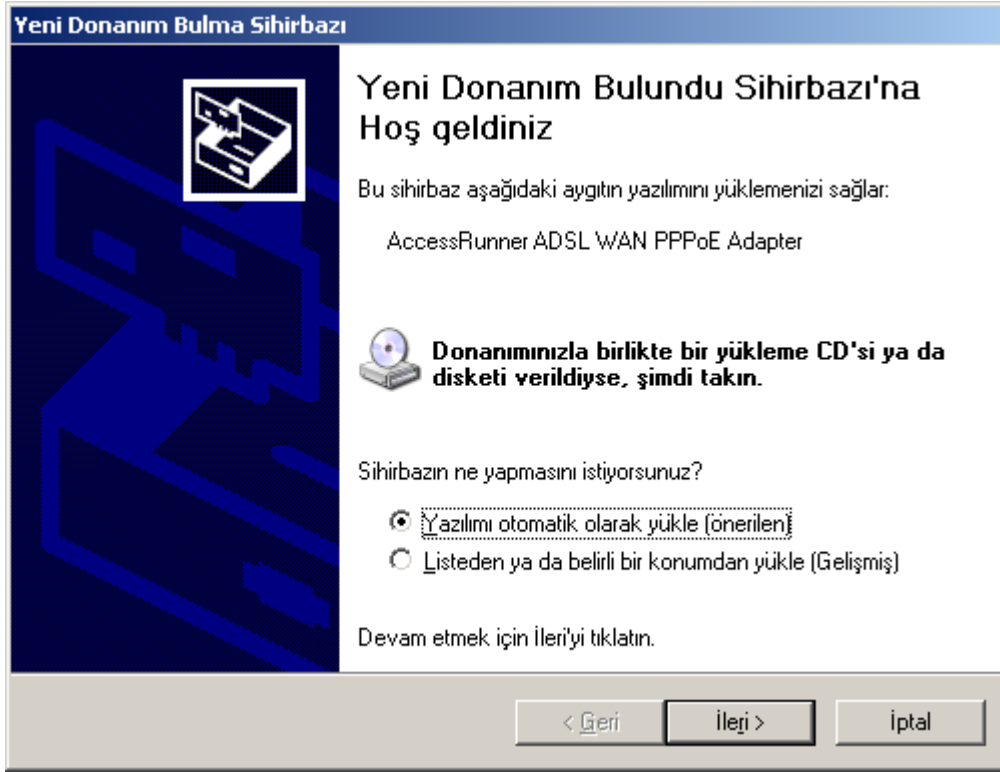 Yeni Donanım Bulma Sihirbazı
Yeni Donanım Bulundu Sihirbazı'na
Hoş geldiniz
Bu sihirbaz aşağıdaki aygıtın yazılımını yüklemenizi sağlar:
AccessRunner ADSL WAN PPPoE Adapter
Donanımınızla birlikte bir yükleme CD'si ya da
disketi verildiyse, şimdi takın.
Sihirbazın ne yapmasını istiyorsunuz?
Yazılımı otomatik olarak yükle (önerilen)
Listeden ya da belirli bir konumdan yükle (Gelişmiş)
Devam etmek için İleri'yi tıklatın.
< Geri
İleri >
İptal